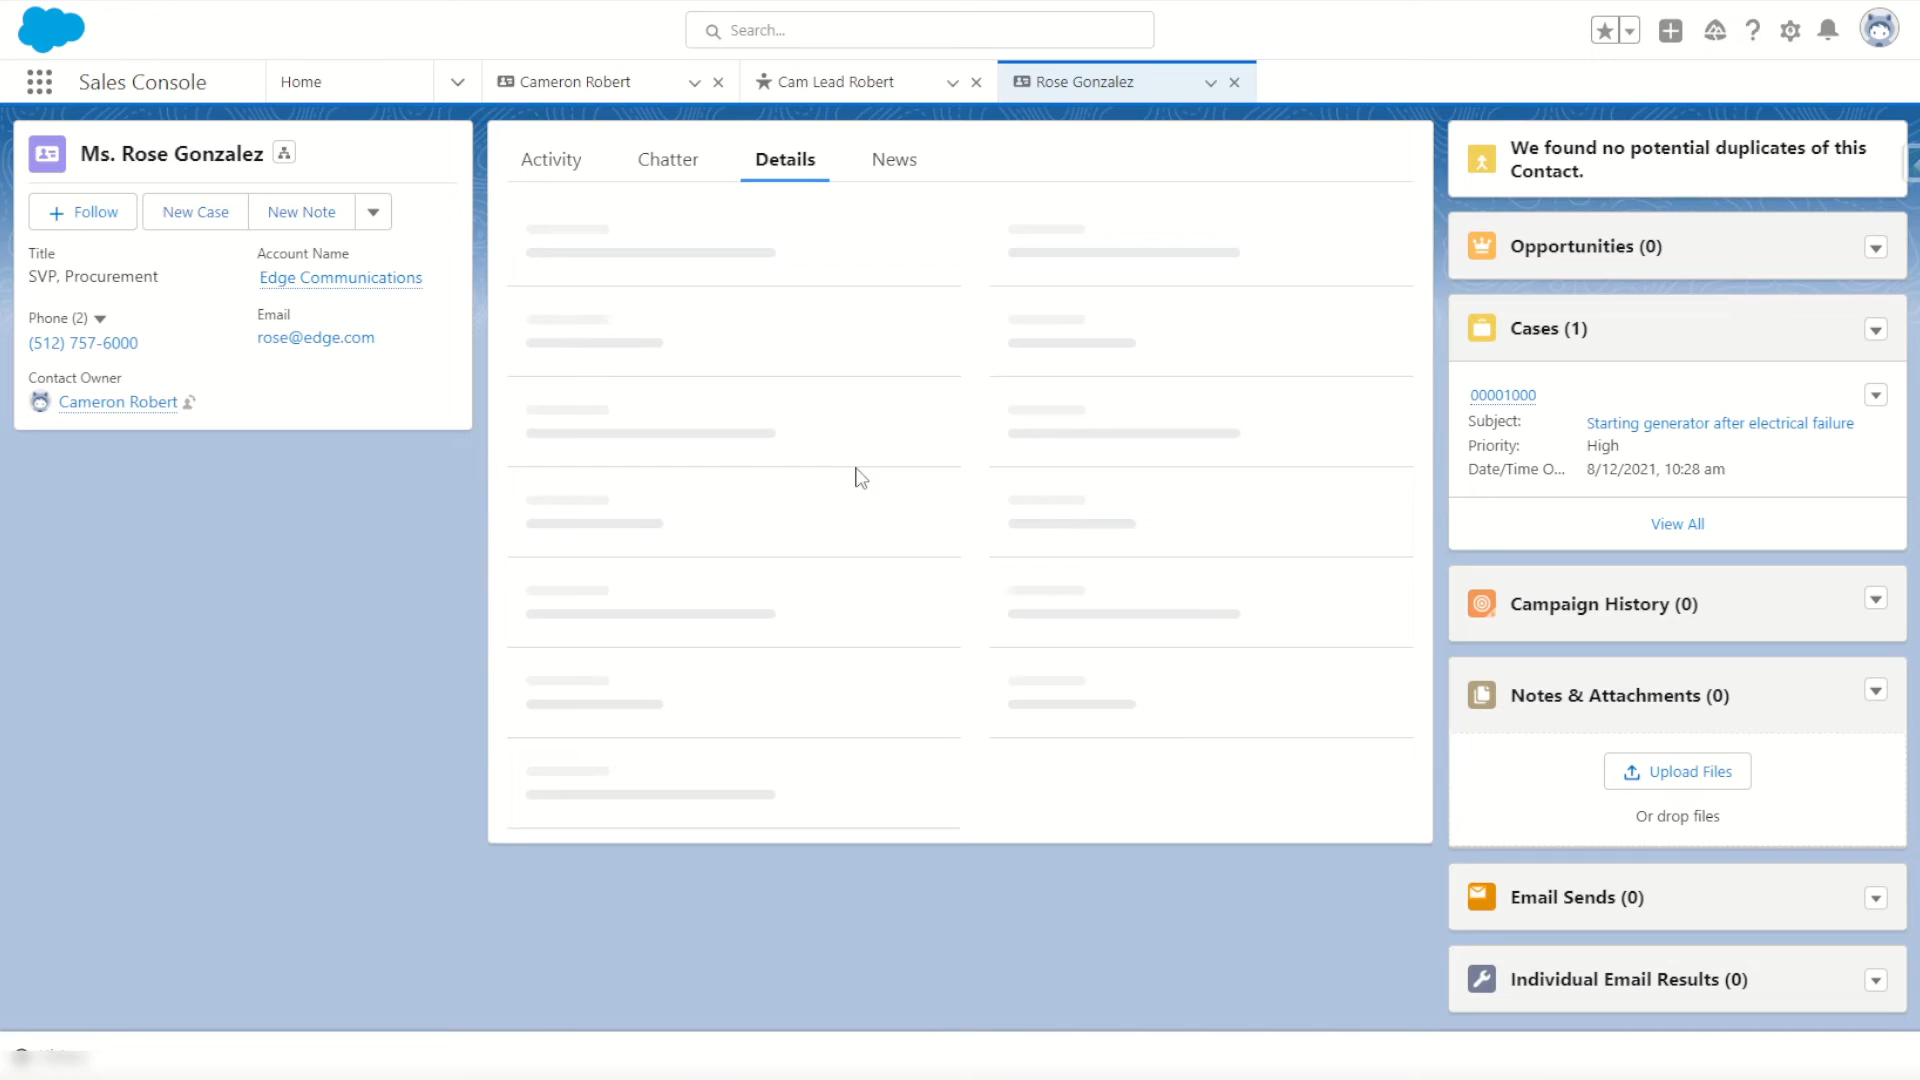 Search...
Sales Console
Home
Cameron Robert
Cam Lead Robert
Rose Gonzalez
Ms. Rose Gonzalez
Follow
New Case
New Note
Title
SVP, Procurement
Account Name
Edge Communications
Phone (2)
(512) 757-6000
Email
rose@edge.com
Contact Owner
Cameron Robert
Activity
Chatter
Details
News
We found no potential duplicates of this
Contact.
Opportunities (0)
Cases (1)
00001000
Subject: Starting generator after electrical failure
Priority: High
Date/Time O... 8/12/2021, 10:28 am
View All
Campaign History (0)
Notes & Attachments (0)
Upload Files
Or drop files
Email Sends (0)
Individual Email Results (0)